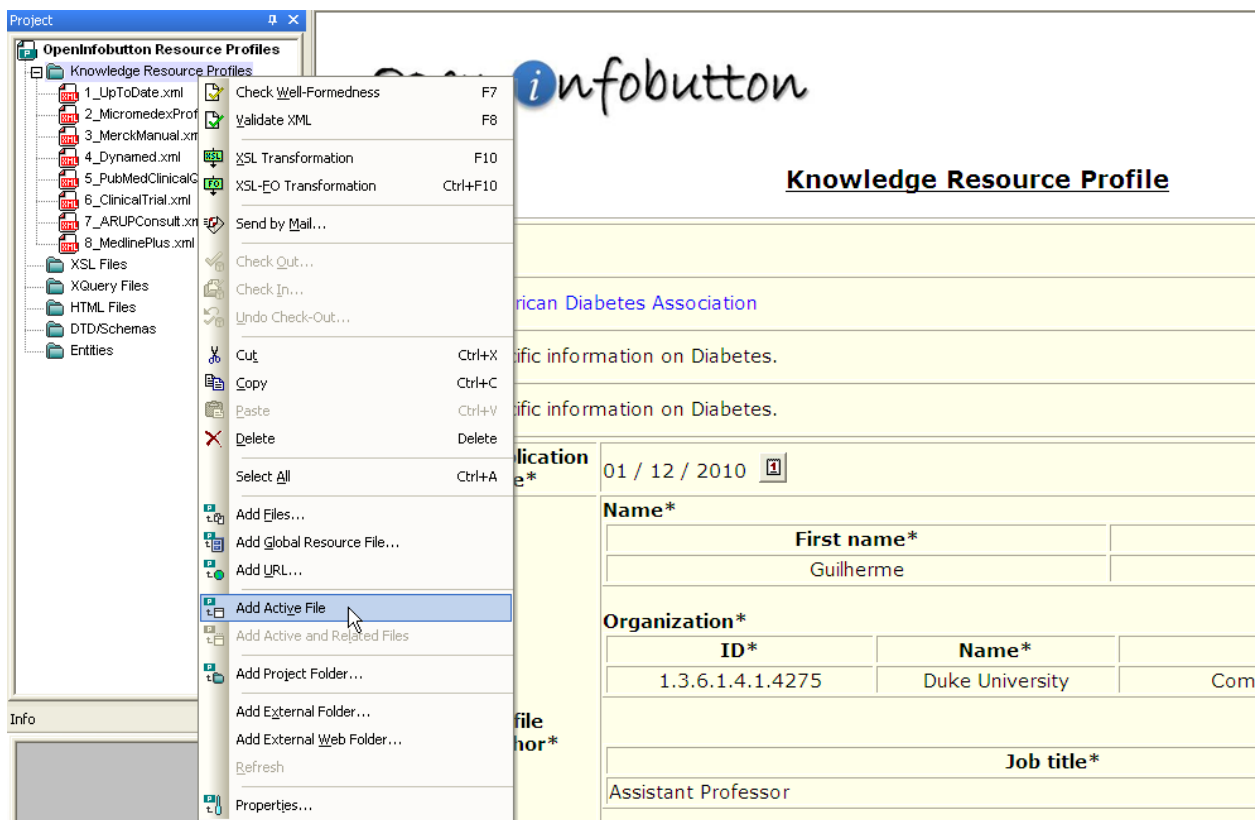 Project
OpenInfobutton Resource Profiles
Knowledge Resource Profiles
1_UpToDate.xml
2_MicromedexProf
3_MerckManual.xm
4_Dynamed.xml
5_PubMedClinicalQ
6_ClinicalTrial.xml
7_ARUPConsult.xm
8_MedlinePlus.xml
XSL Files
XQuery Files
HTML Files
DTD/Schemas
Entities
Info
Check Well-Formedness F7
Validate XML F8
XSL Transformation F10
XSL-FO Transformation Ctrl+F10
Send by Mail...
Check Out...
Check In...
Undo Check-Out...
Cut Ctrl+X
Copy Ctrl+C
Paste Ctrl+V
Delete Delete
Select All Ctrl+A
Add Files...
Add Global Resource File...
Add URL...
Add Active File
Add Active and Related Files
Add Project Folder...
Add External Folder...
Add External Web Folder...
Refresh
Properties...
infobutton
Knowledge Resource Profile
rican Diabetes Association
ific information on Diabetes.
ific information on Diabetes.
lication
e*
01 / 12 / 2010
Name*
First name*
Guilherme
Organization*
ID* Name*
1.3.6.1.4.1.4275 Duke University Com
file
hor*
Job title*
Assistant Professor